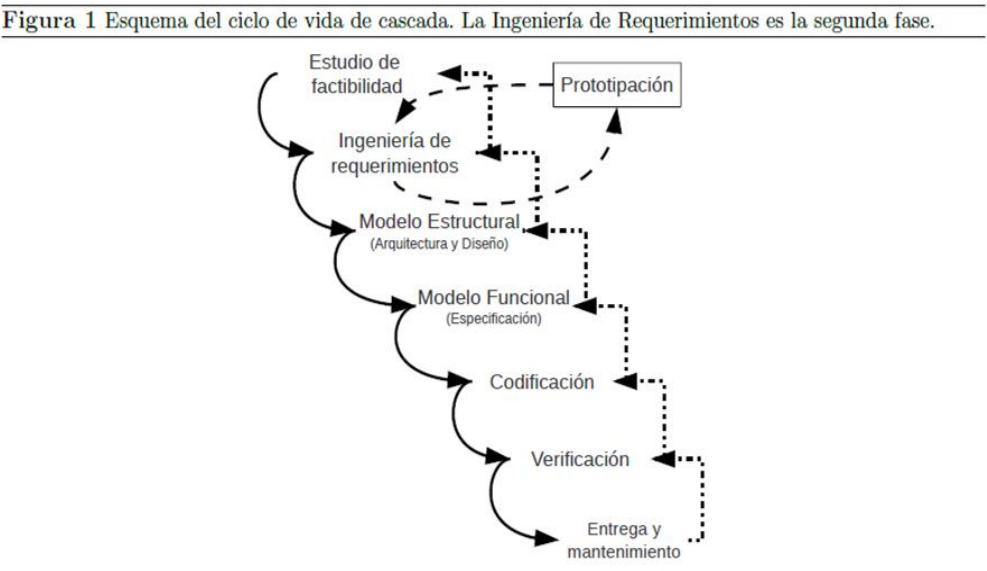 Figura 1 Esquema del ciclo de vida de cascada. La Ingeniería de Requerimientos es la segunda fase.
Estudio de
factibilidad
Prototipación
Ingeniería de
requerimientos
Modelo Estructural
(Arquitectura y Diseño)
Modelo Funcional
(Especificación)
Codificación
Verificación
Entrega y
mantenimiento